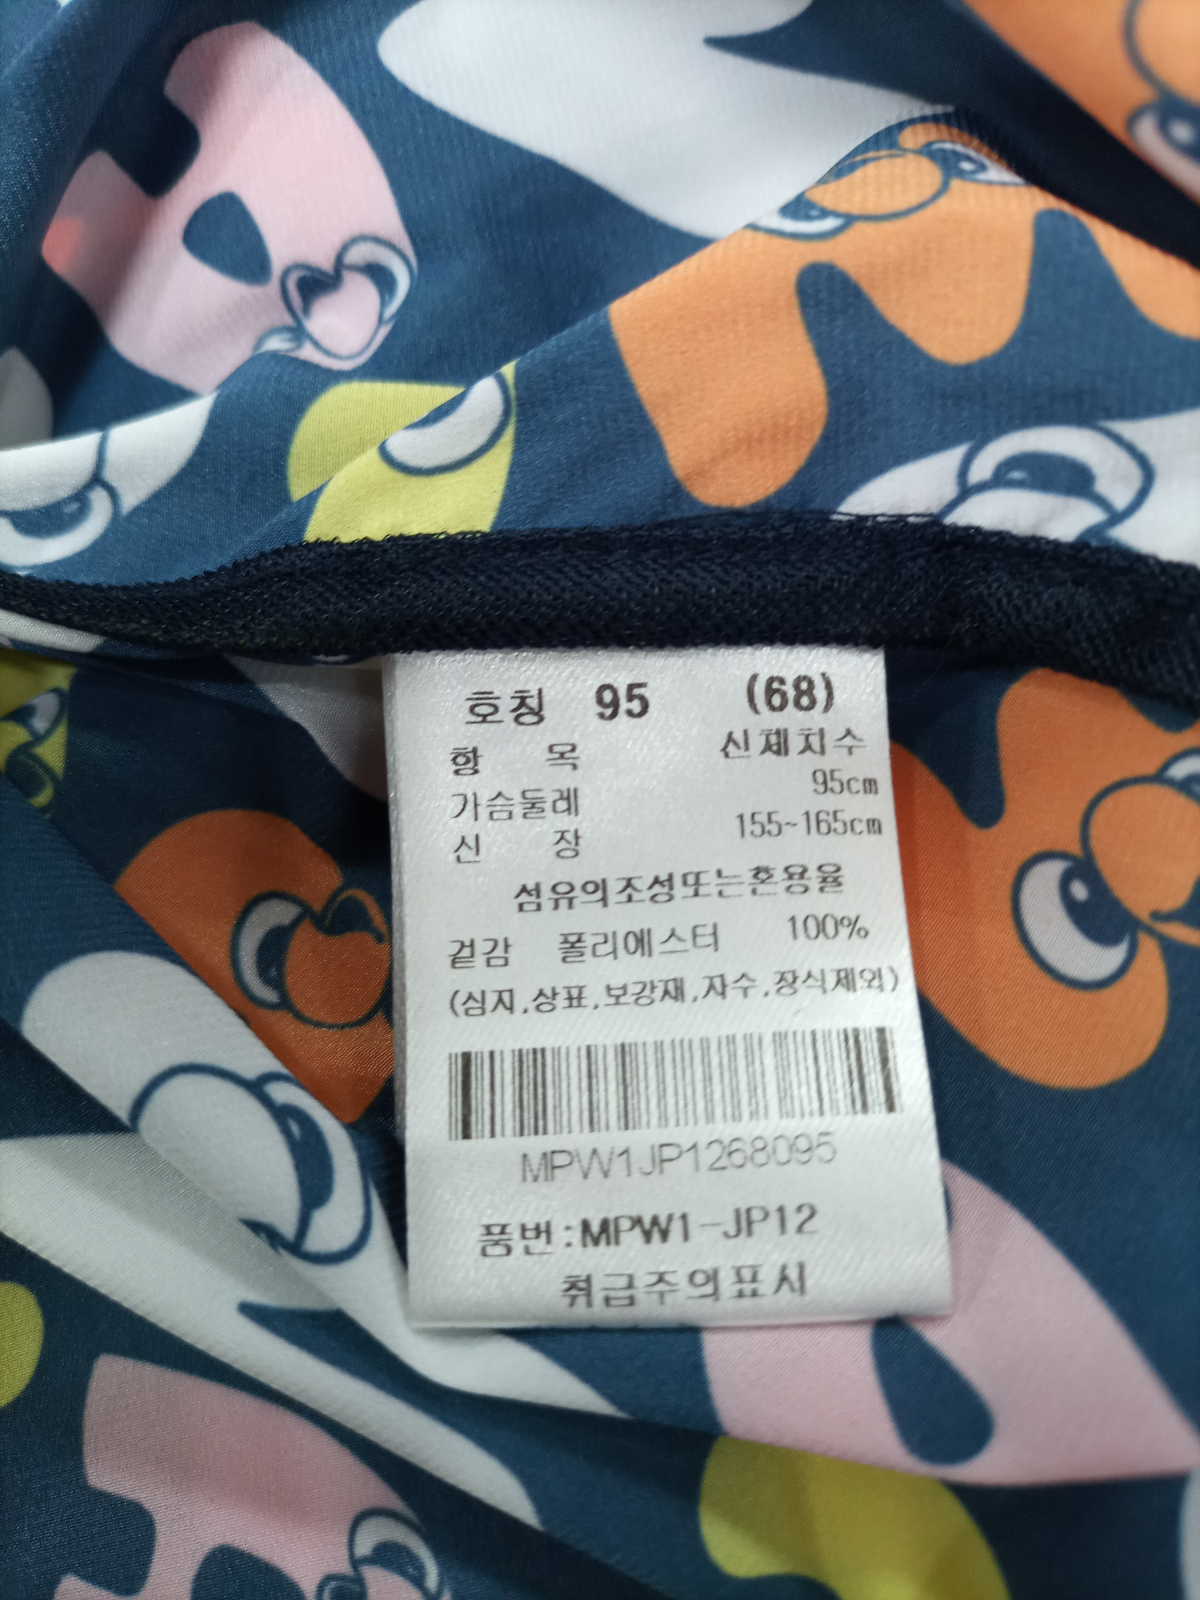 호칭 95 (68)
항 목 신체치수
가슴둘레 95cm
신 장 155~165cm
섬유의조성또는혼용율
겉감 폴리에스터 100%
(심지,상표,보강재,자수,장식제외)
MPW1JP1268095
품번:MPW1-JP12
취급주의표시